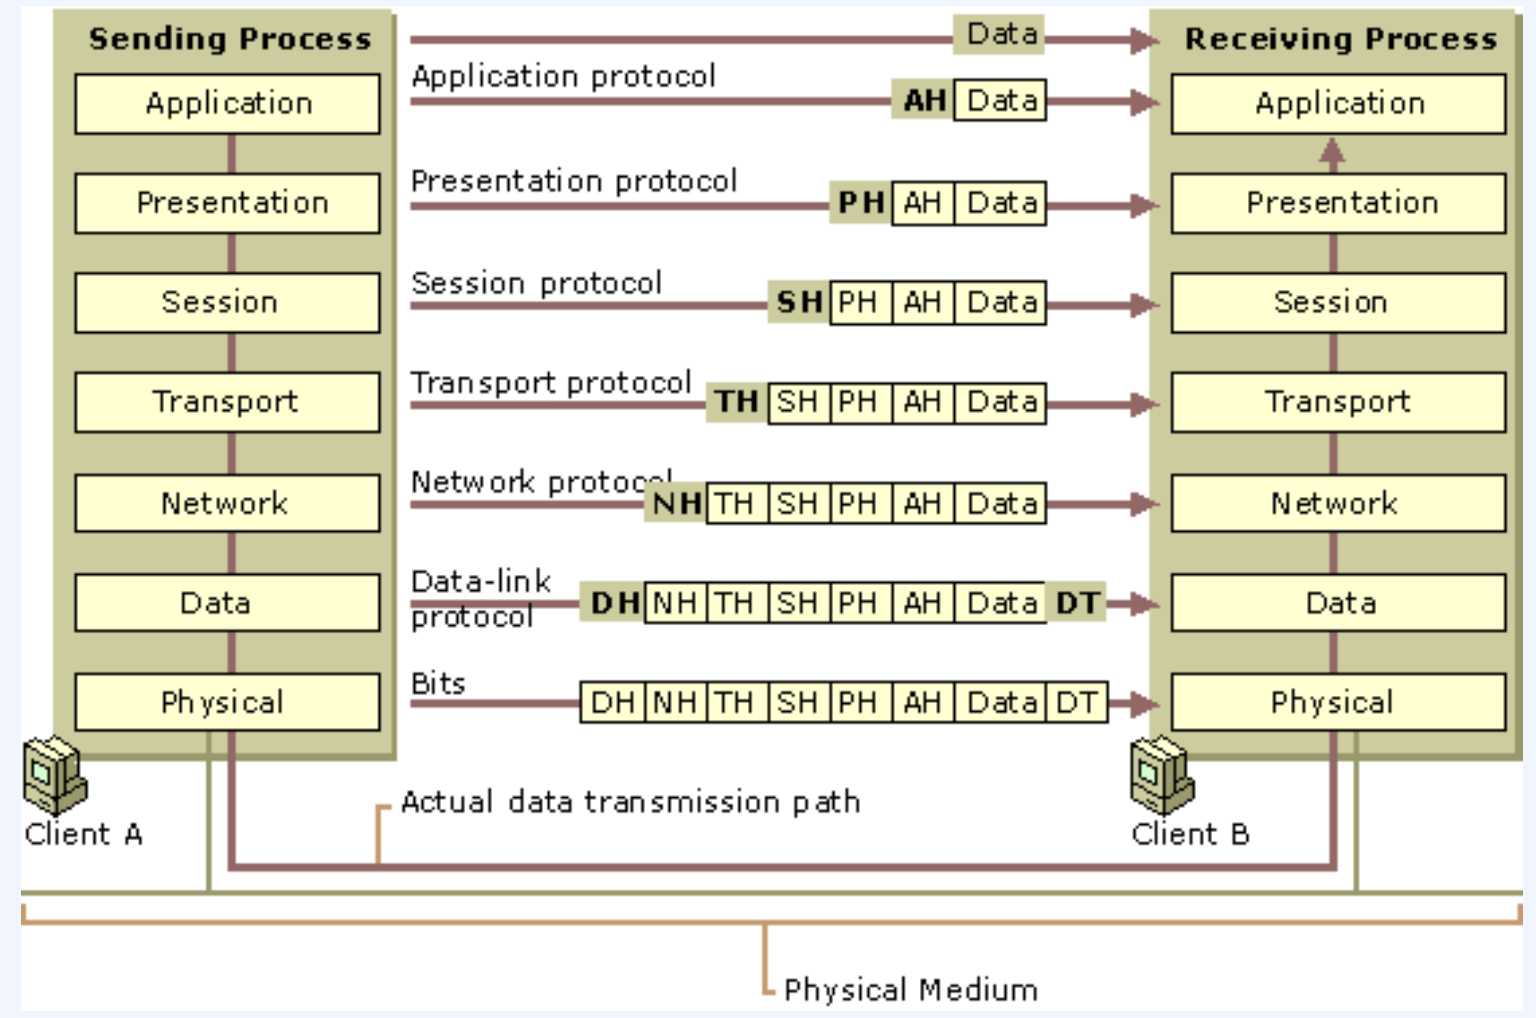 Sending Process
Data
Receiving Process
Application
Application protocol
AH Data
Application
Presentation
Presentation protocol
PH AH Data
Presentation
Session
Session protocol
SH PH AH Data
Session
Transport
Transport protocol
TH SH PH AH Data
Transport
Network
Network protocol
NH TH SH PH AH Data
Network
Data
Data-link
protocol
DH NH TH SH PH AH Data DT
Data
Physical
Bits
DH NH TH SH PH AH Data DT
Physical
Client A
Actual data transmission path
Client B
Physical Medium